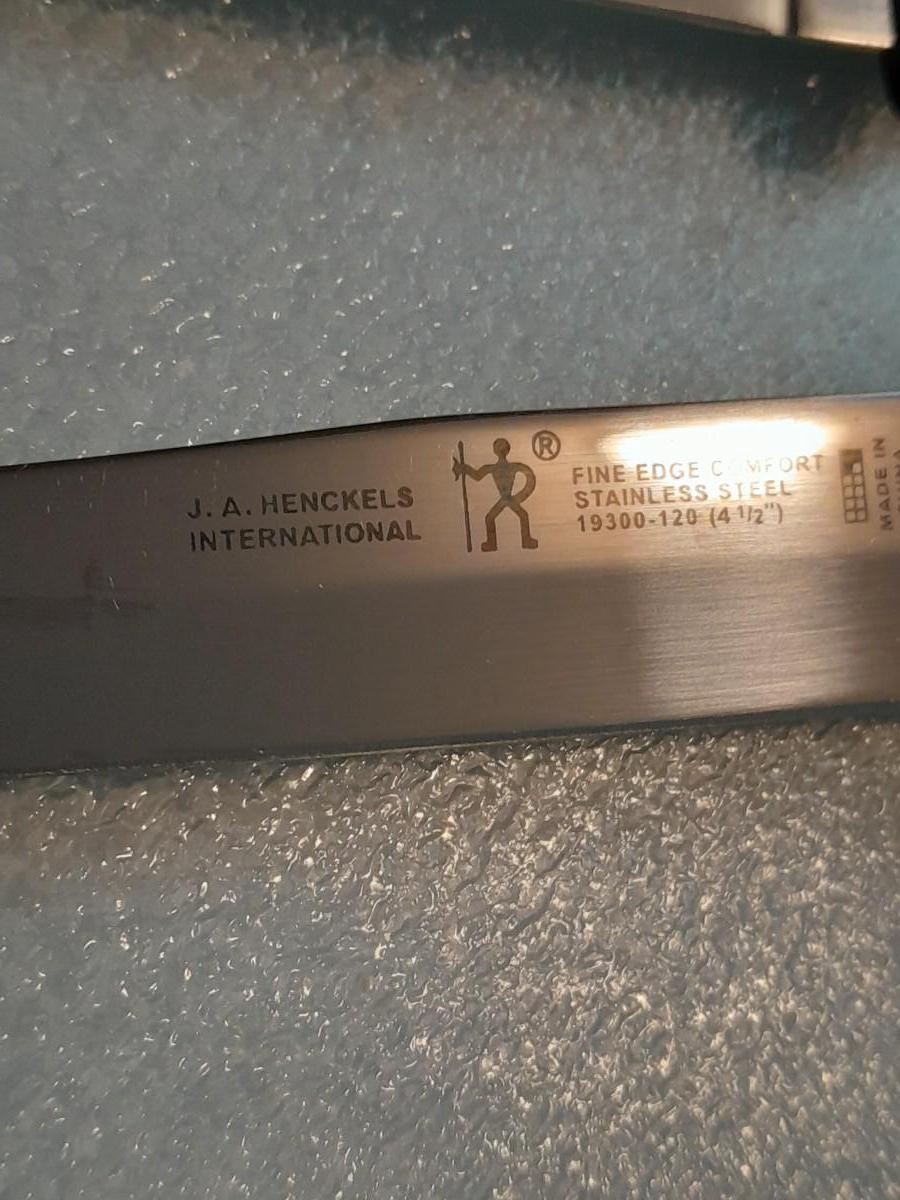 J. A. HENCKELS
INTERNATIONAL
®
FINE EDGE COMFORT
STAINLESS STEEL
19300-120 (4 1/2")
MADE IN